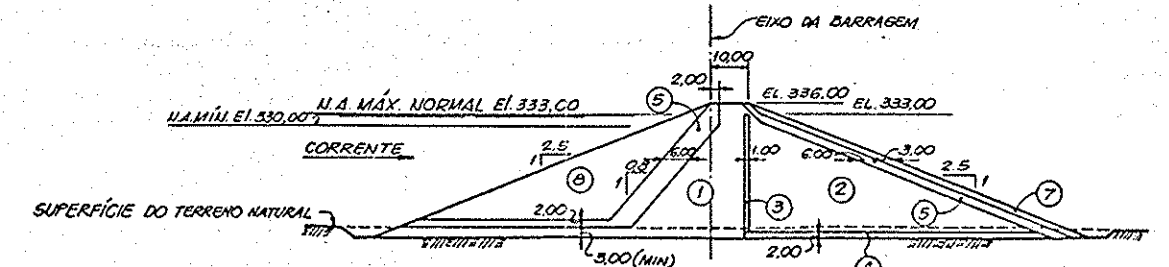 EIXO DA BARRAGEM
10,00
2,00
EL. 336,00
N.A. MÁX. NORMAL El. 333,00
EL. 333,00
N.A. MÍN. El. 330,00
5
CORRENTE
2.5
1
6.00
1.00
6.00
3,00
2.5
1
0,8
1
8
1
2
7
SUPERFÍCIE DO TERRENO NATURAL
2,00
3
5
3,00 (MIN)
2,00
4